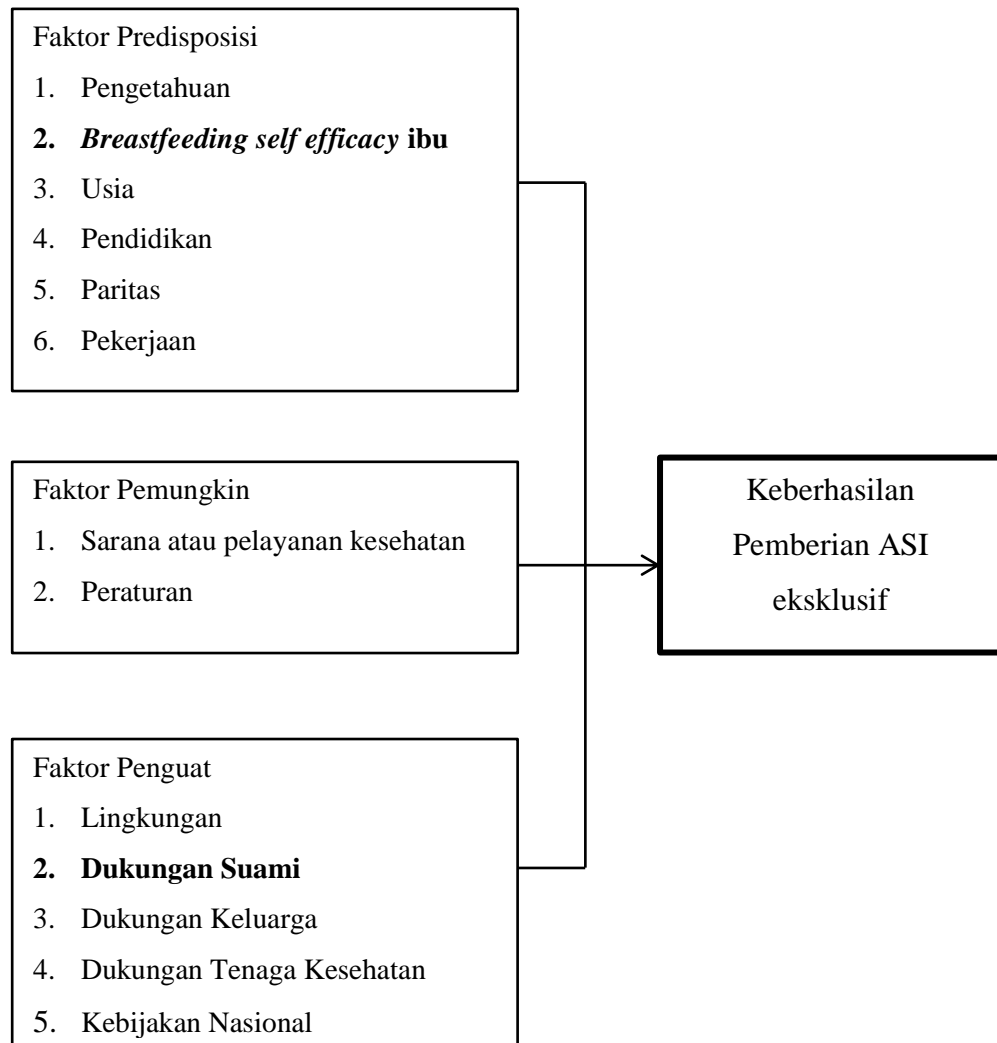 Faktor Predisposisi
1. Pengetahuan
2. Breastfeeding self efficacy ibu
3. Usia
4. Pendidikan
5. Paritas
6. Pekerjaan
Faktor Pemungkin
1. Sarana atau pelayanan kesehatan
2. Peraturan
Keberhasilan
Pemberian ASI
eksklusif
Faktor Penguat
1. Lingkungan
2. Dukungan Suami
3. Dukungan Keluarga
4. Dukungan Tenaga Kesehatan
5. Kebijakan Nasional